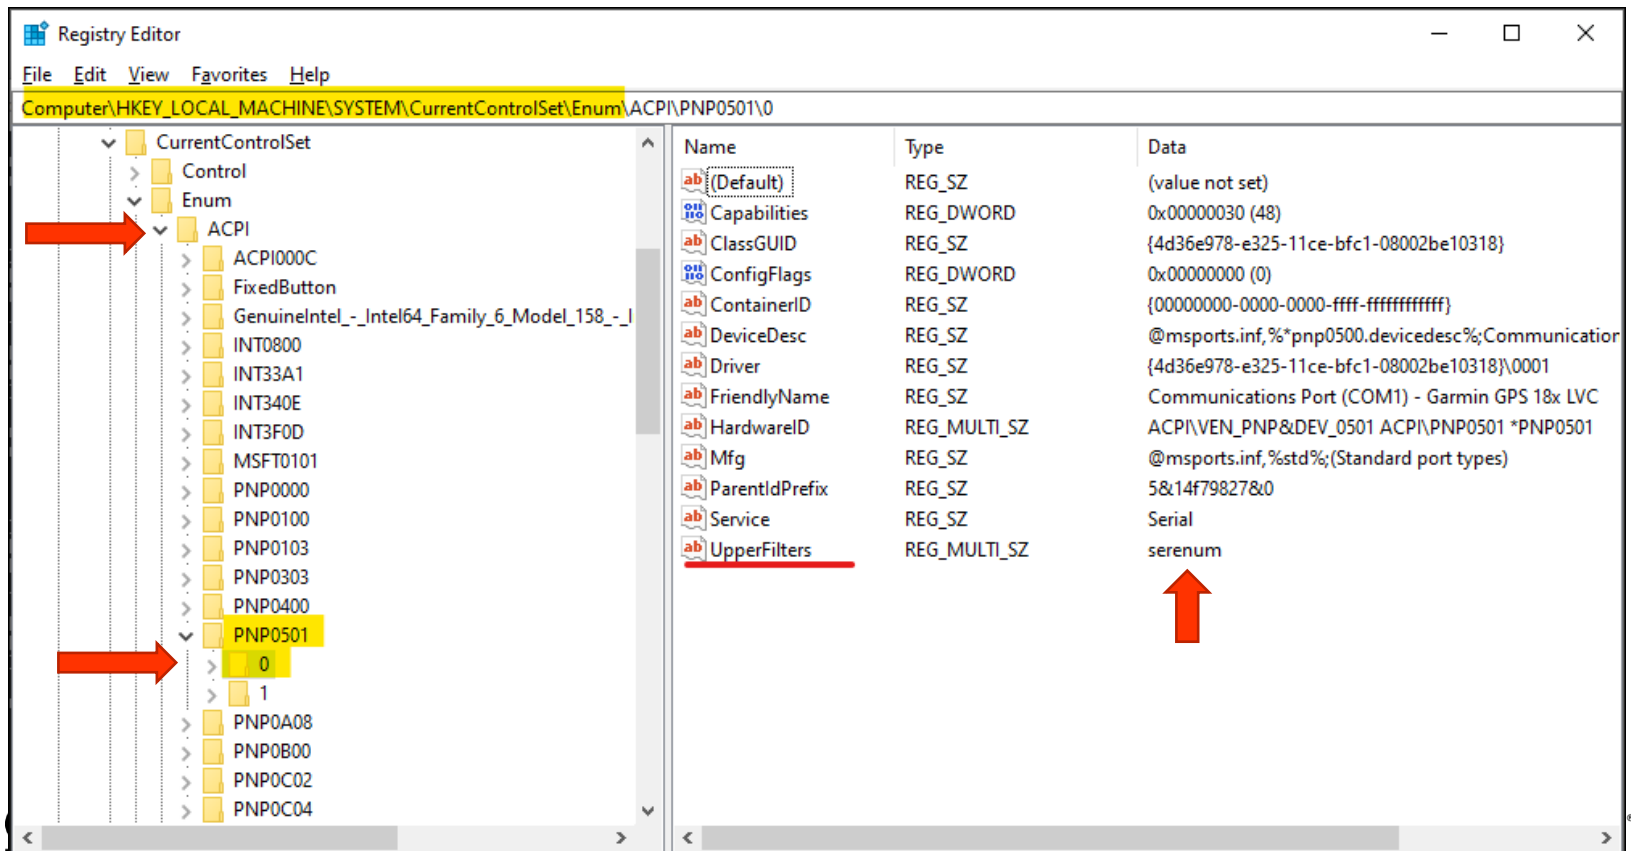 Registry Editor
File Edit View Favorites Help
Computer\HKEY_LOCAL_MACHINE\SYSTEM\CurrentControlSet\Enum\ACPI\PNP0501\0
CurrentControlSet
Control
Enum
ACPI
ACPI000C
FixedButton
GenuineIntel_-_Intel64_Family_6_Model_158_-_I
INT0800
INT33A1
INT340E
INT3F0D
MSFT0101
PNP0000
PNP0100
PNP0103
PNP0303
PNP0400
PNP0501
0
1
PNP0A08
PNP0B00
PNP0C02
PNP0C04
Name Type Data
(Default) REG_SZ (value not set)
Capabilities REG_DWORD 0x00000030 (48)
ClassGUID REG_SZ {4d36e978-e325-11ce-bfc1-08002be10318}
ConfigFlags REG_DWORD 0x00000000 (0)
ContainerID REG_SZ {00000000-0000-0000-ffff-ffffffffffff}
DeviceDesc REG_SZ @msports.inf,%*pnp0500.devicedesc%;Communication
Driver REG_SZ {4d36e978-e325-11ce-bfc1-08002be10318}\0001
FriendlyName REG_SZ Communications Port (COM1) - Garmin GPS 18x LVC
HardwareID REG_MULTI_SZ ACPI\VEN_PNP&DEV_0501 ACPI\PNP0501 *PNP0501
Mfg REG_SZ @msports.inf,%std%;(Standard port types)
ParentIdPrefix REG_SZ 5&14f79827&0
Service REG_SZ Serial
UpperFilters REG_MULTI_SZ serenum